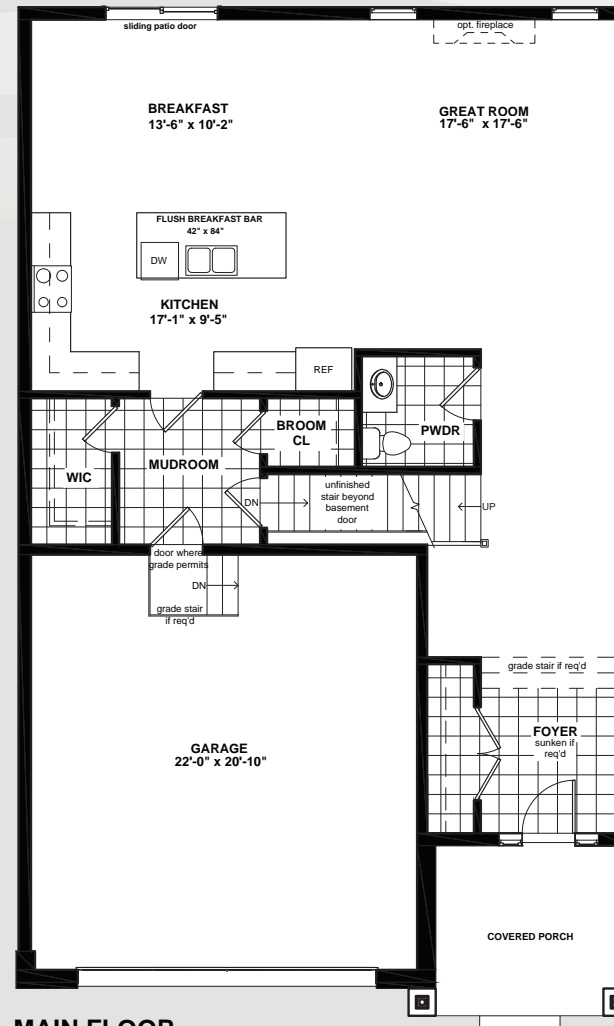 sliding patio door
opt. fireplace
BREAKFAST
13'-6" x 10'-2"
GREAT ROOM
17'-6" x 17'-6"
FLUSH BREAKFAST BAR
42" x 84"
DW
KITCHEN
17'-1" x 9'-5"
REF
BROOM
CL
PWDR
MUDROOM
WIC
unfinished
stair beyond
basement
door
DN
UP
door where
grade permits
DN
grade stair
if req'd
grade stair if req'd
FOYER
sunken if
req'd
GARAGE
22'-0" x 20'-10"
COVERED PORCH
MAIN FLOOR